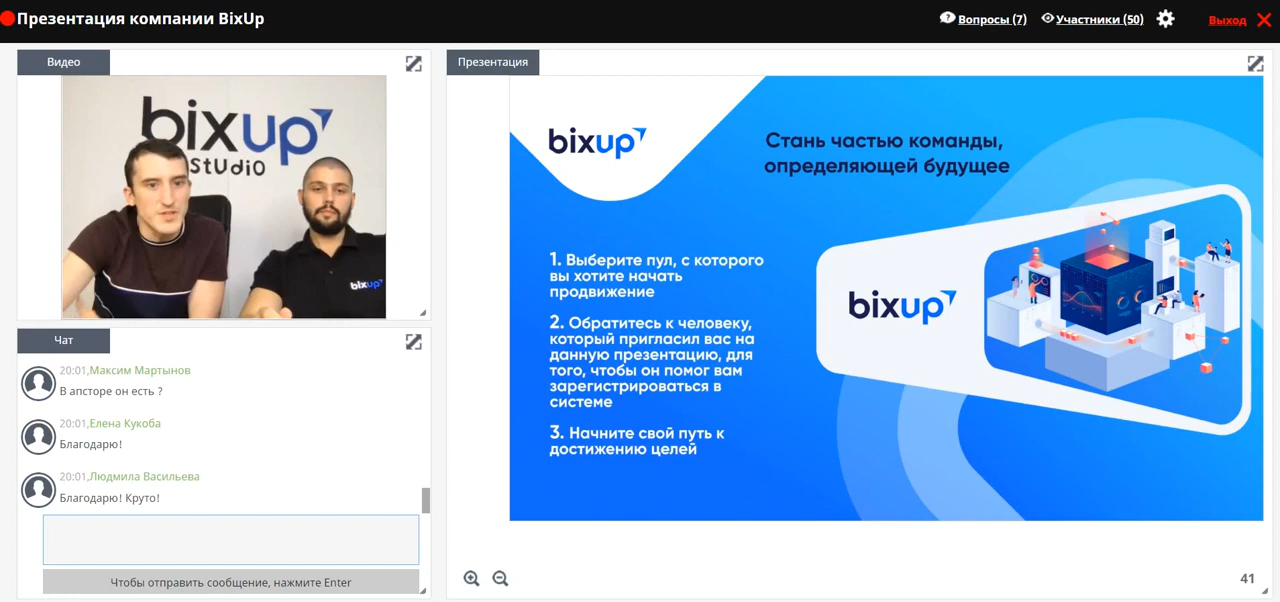 Презентация компании BixUp
Вопросы (7)
Участники (50)
Выход
Видео
bixup
STUDIO
bixup
Чат
20:01,Максим Мартынов
В апсторе он есть ?
20:01,Елена Кукоба
Благодарю!
20:01,Людмила Васильева
Благодарю! Круто!
Чтобы отправить сообщение, нажмите Enter
Презентация
bixup
Стань частью команды,
определяющей будущее
1. Выберите пул, с которого
вы хотите начать
продвижение
2. Обратитесь к человеку,
который пригласил вас на
данную презентацию, для
того, чтобы он помог вам
зарегистрироваться в
системе
3. Начните свой путь к
достижению целей
bixup
41